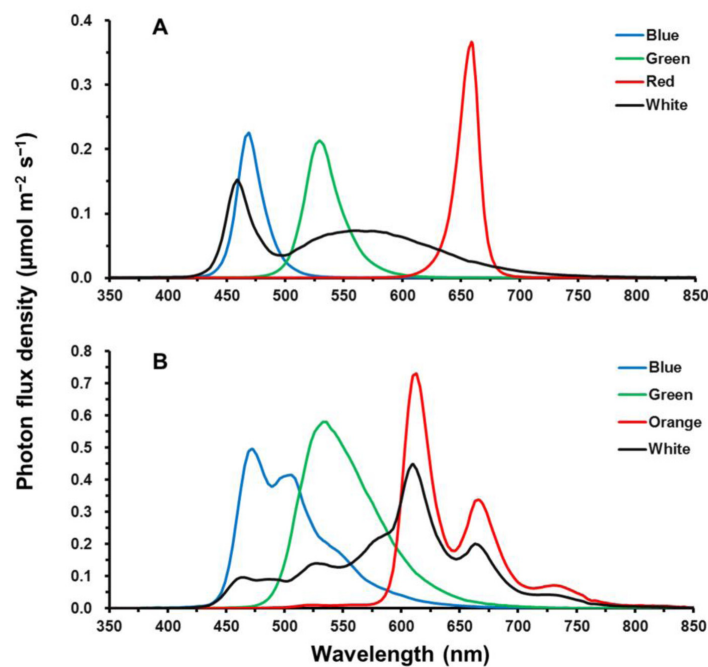 A
Blue
Green
Red
White
0.4
0.3
0.2
0.1
0.0
350 400 450 500 550 600 650 700 750 800 850
B
Blue
Green
Orange
White
0.8
0.7
0.6
0.5
0.4
0.3
0.2
0.1
0.0
350 400 450 500 550 600 650 700 750 800 850
Photon flux density (µmol m⁻² s⁻¹)
Wavelength (nm)